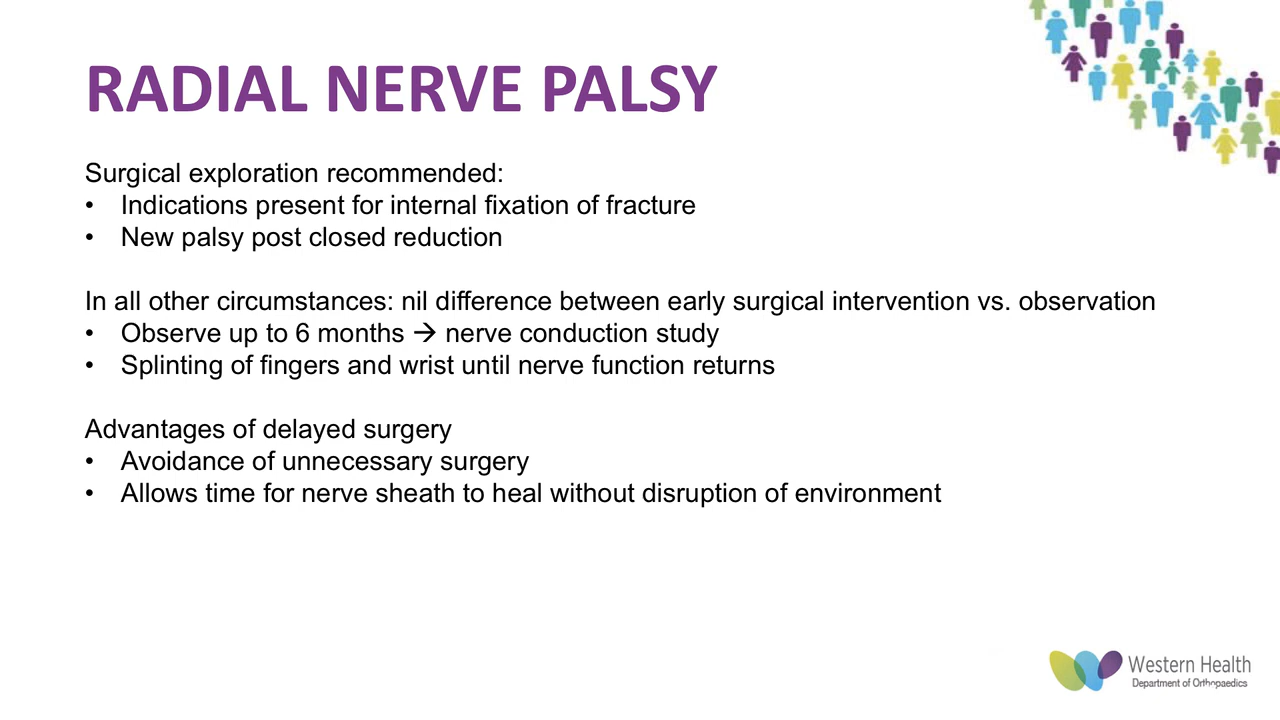 RADIAL NERVE PALSY
Surgical exploration recommended:
• Indications present for internal fixation of fracture
• New palsy post closed reduction
In all other circumstances: nil difference between early surgical intervention vs. observation
• Observe up to 6 months → nerve conduction study
• Splinting of fingers and wrist until nerve function returns
Advantages of delayed surgery
• Avoidance of unnecessary surgery
• Allows time for nerve sheath to heal without disruption of environment
Western Health
Department of Orthopaedics